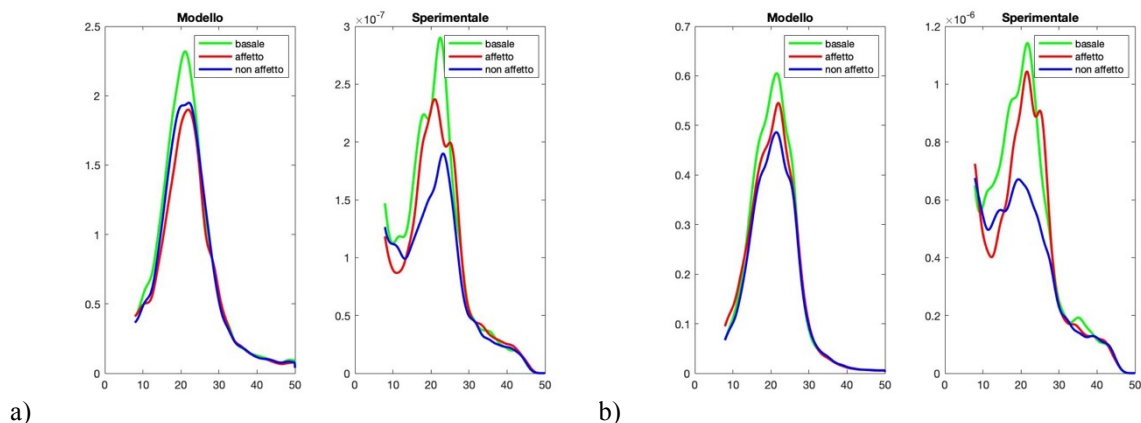 Modello
2.5
2
1.5
1
0.5
0
0 10 20 30 40 50
basale
affetto
non affetto
×10⁻⁷
Sperimentale
3
2.5
2
1.5
1
0.5
0
0 10 20 30 40 50
basale
affetto
non affetto
a)
Modello
0.7
0.6
0.5
0.4
0.3
0.2
0.1
0
0 10 20 30 40 50
basale
affetto
non affetto
×10⁻⁶
Sperimentale
1.2
1
0.8
0.6
0.4
0.2
0
0 10 20 30 40 50
basale
affetto
non affetto
b)